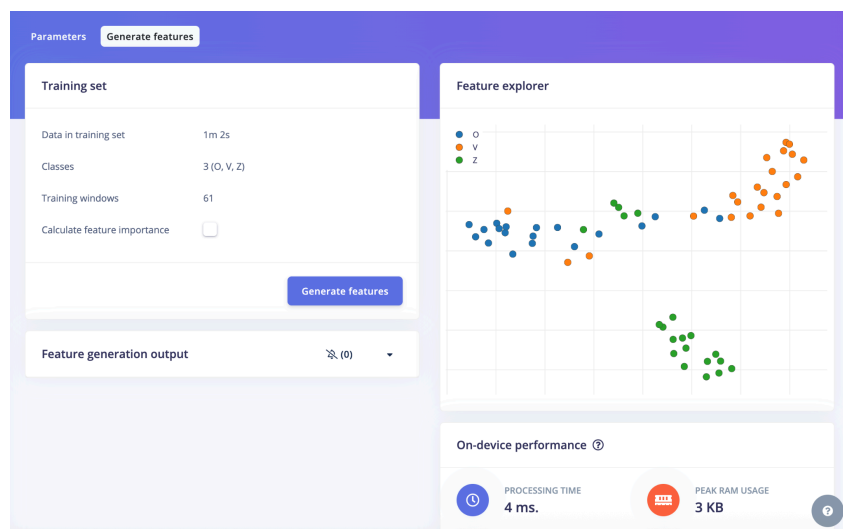 Parameters
Generate features
Training set
Data in training set 1m 2s
Classes 3 (O, V, Z)
Training windows 61
Calculate feature importance
Generate features
Feature generation output (0)
Feature explorer
O
V
Z
On-device performance ?
PROCESSING TIME
4 ms.
PEAK RAM USAGE
3 KB
?